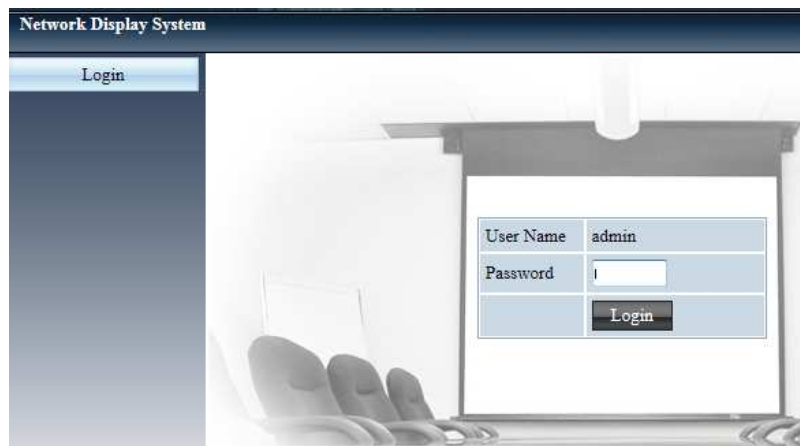 Network Display System
Login
User Name admin
Password
Login